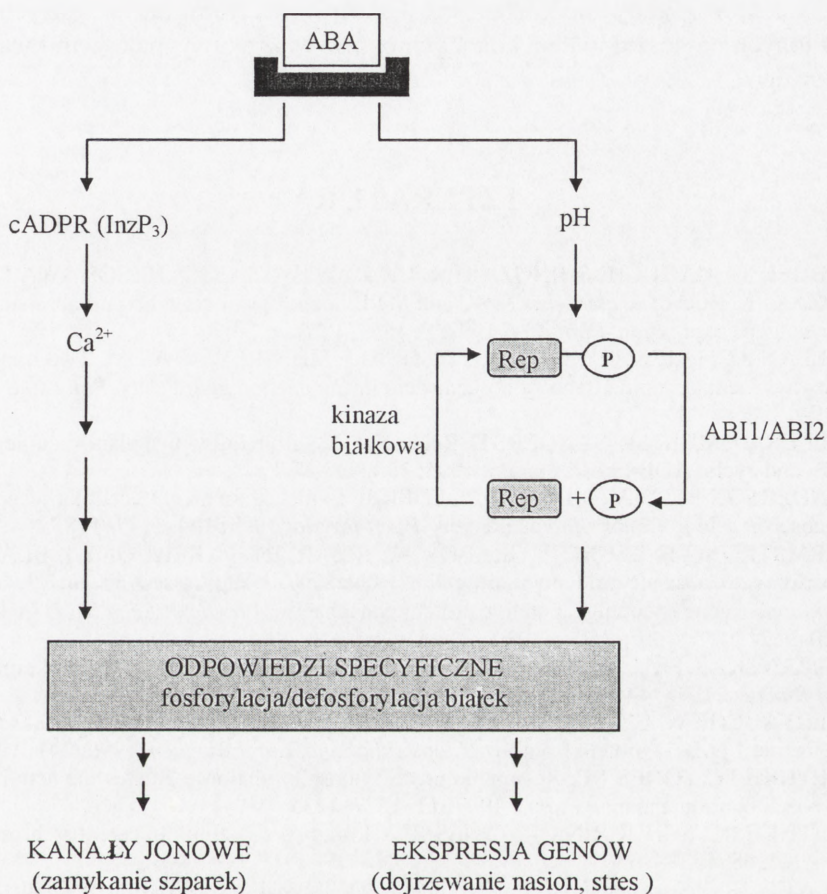 ABA
cADPR (InzP₃)
pH
Ca²⁺
Rep P
kinaza
białkowa
ABI1/ABI2
Rep + P
ODPOWIEDZI SPECYFICZNE
fosforylacja/defosforylacja białek
KANAŁY JONOWE
(zamykanie szparek)
EKSPRESJA GENÓW
(dojrzewanie nasion, stres )